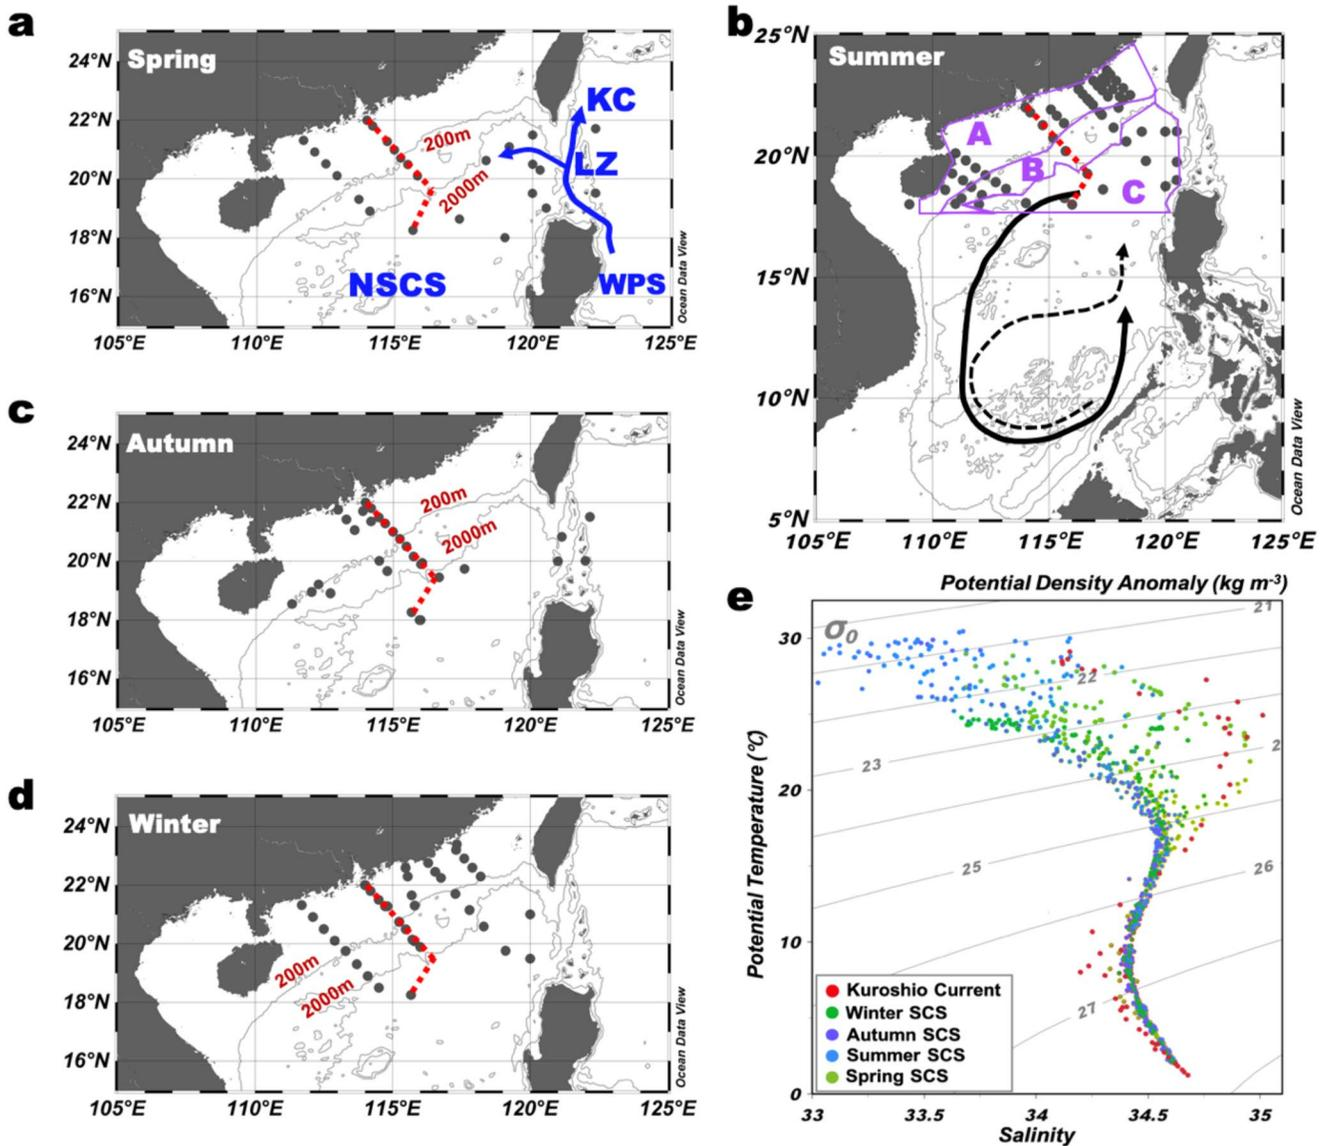 a
Spring
24°N
22°N
20°N
18°N
16°N
105°E
110°E
115°E
120°E
125°E
200m
2000m
KC
LZ
NSCS
WPS
Ocean Data View
b
Summer
25°N
20°N
15°N
10°N
5°N
105°E
110°E
115°E
120°E
125°E
A
B
C
Ocean Data View
c
Autumn
24°N
22°N
20°N
18°N
16°N
105°E
110°E
115°E
120°E
125°E
200m
2000m
Ocean Data View
d
Winter
24°N
22°N
20°N
18°N
16°N
105°E
110°E
115°E
120°E
125°E
200m
2000m
Ocean Data View
e
Potential Density Anomaly (kg m⁻³)
σ₀
21
22
23
2
25
26
27
30
20
10
0
Potential Temperature (℃)
Kuroshio Current
Winter SCS
Autumn SCS
Summer SCS
Spring SCS
33
33.5
34
34.5
35
Salinity